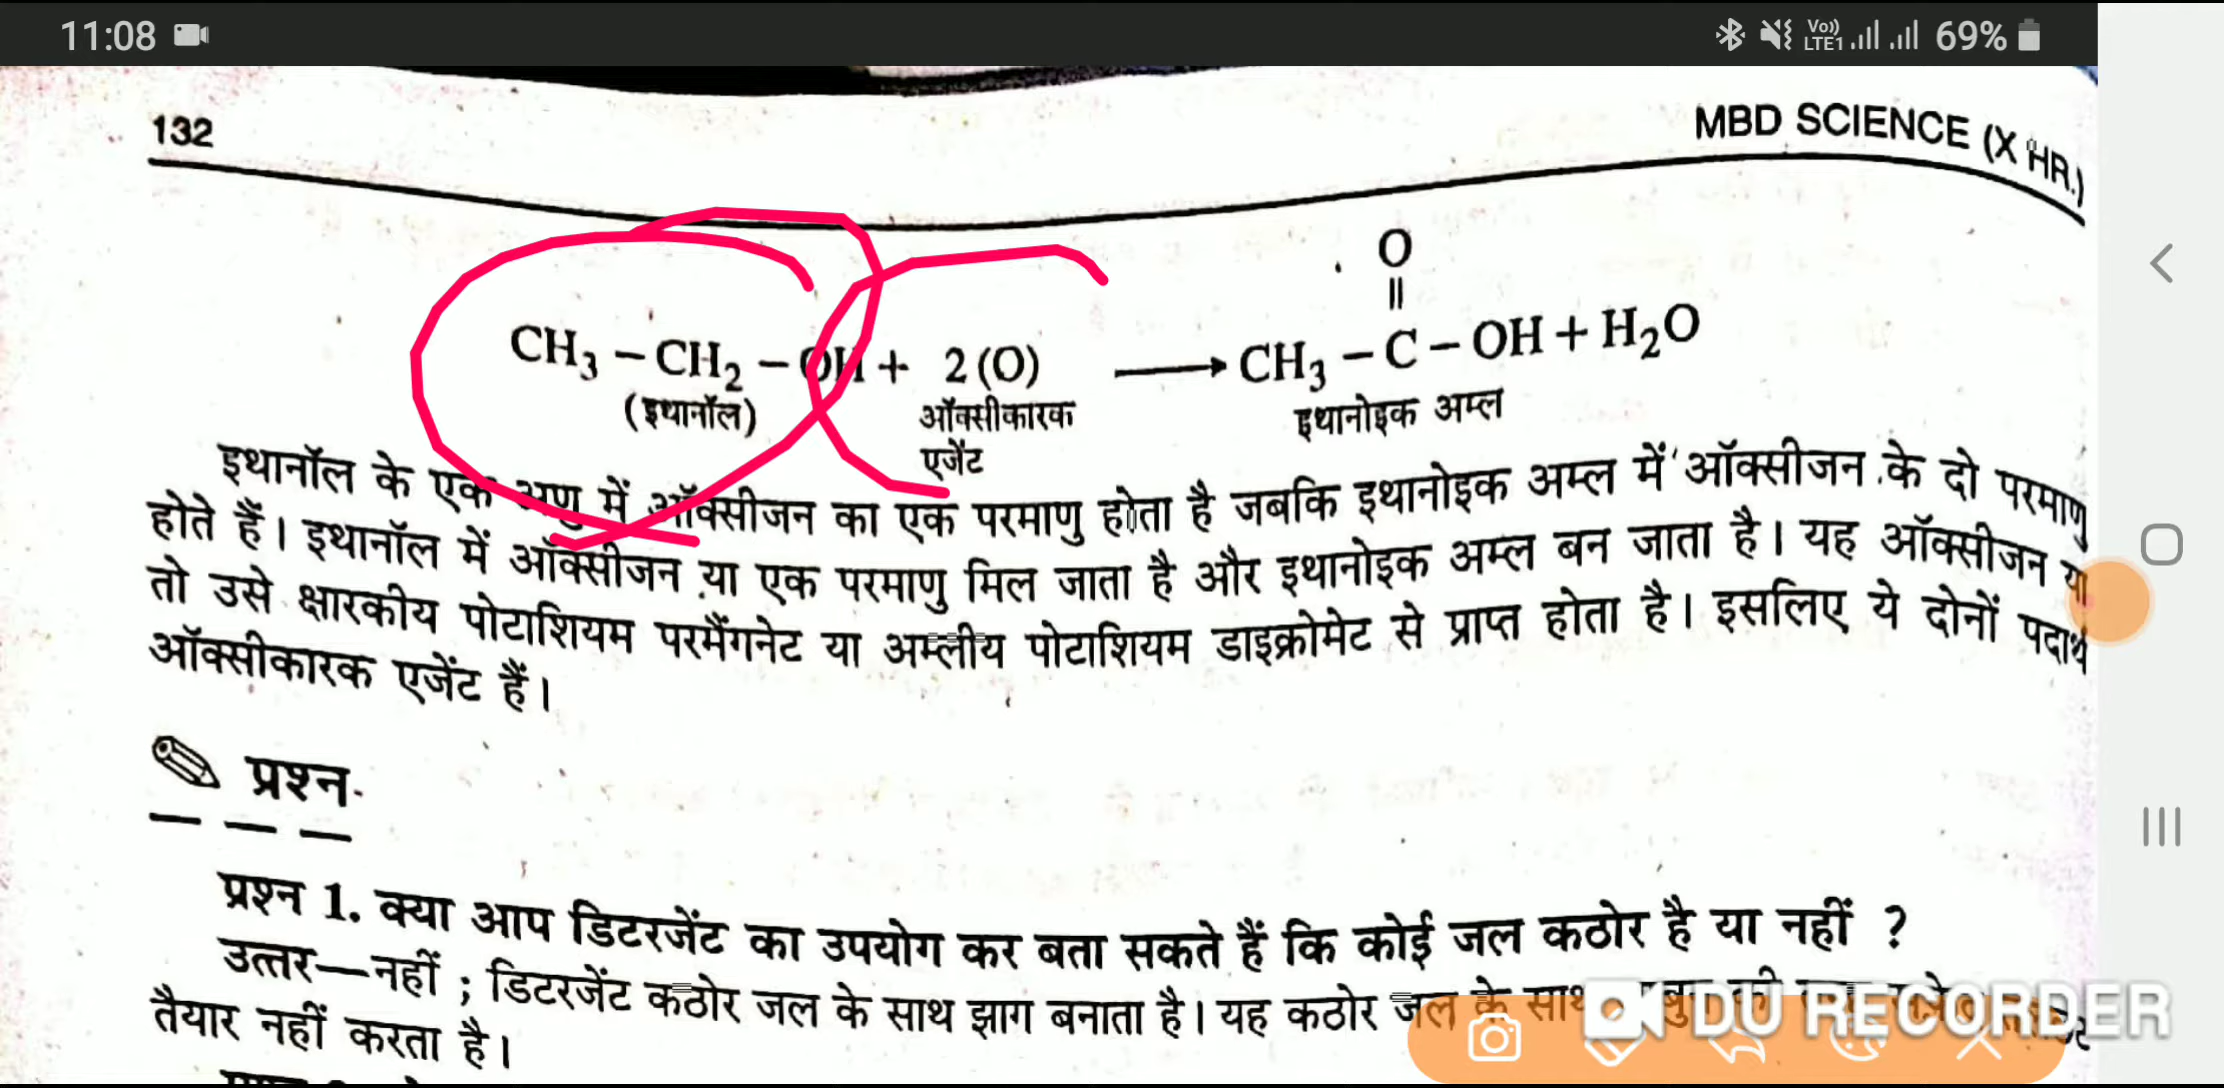 11:08
Vo)) LTE1 69%
132
MBD SCIENCE (X HR.)
O
||
CH₃ – CH₂ – OH + 2 (O) ⟶ CH₃ – C – OH + H₂O
(इथानॉल) ऑक्सीकारक इथानोइक अम्ल
एजेंट
इथानॉल के एक अणु में ऑक्सीजन का एक परमाणु होता है जबकि इथानोइक अम्ल में ऑक्सीजन के दो परमाणु
होते हैं। इथानॉल में ऑक्सीजन या एक परमाणु मिल जाता है और इथानोइक अम्ल बन जाता है। यह ऑक्सीजन या
तो उसे क्षारकीय पोटाशियम परमैंगनेट या अम्लीय पोटाशियम डाइक्रोमेट से प्राप्त होता है। इसलिए ये दोनों पदार्थ
ऑक्सीकारक एजेंट हैं।
प्रश्न
प्रश्न 1. क्या आप डिटरजेंट का उपयोग कर बता सकते हैं कि कोई जल कठोर है या नहीं ?
उत्तर—नहीं ; डिटरजेंट कठोर जल के साथ झाग बनाता है। यह कठोर जल के साथ
DU RECORDER
तैयार नहीं करता है।